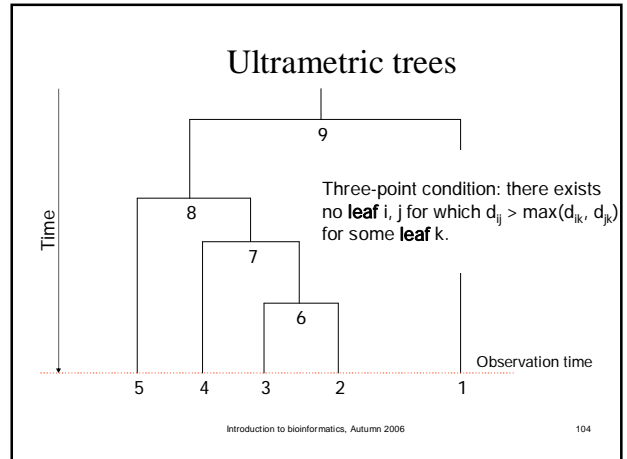 Ultrametric trees
9
Three-point condition: there exists
no leaf i, j for which dij > max(dik, djk)
for some leaf k.
8
Time
7
6
Observation time
5 4 3 2 1
Introduction to bioinformatics, Autumn 2006 104